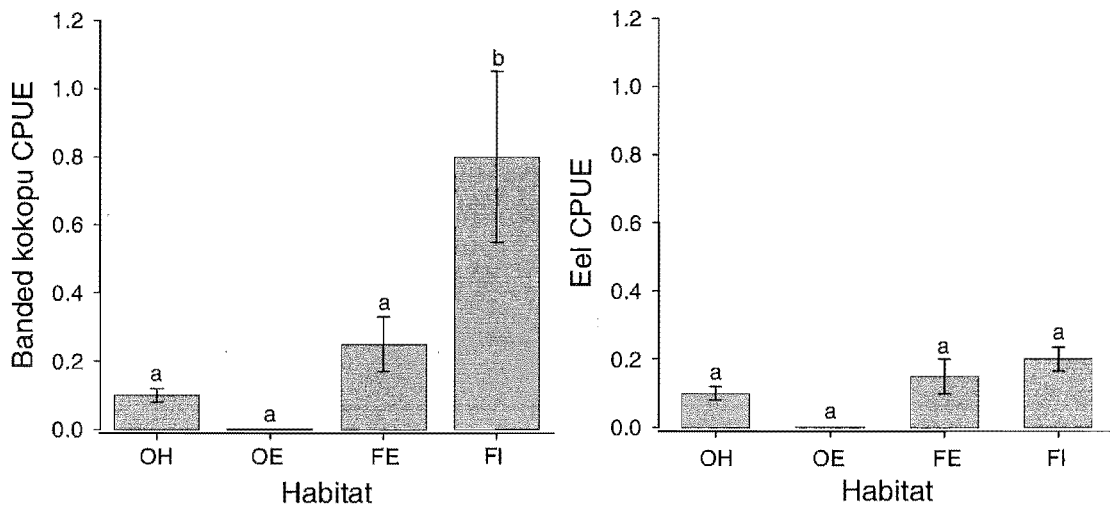 Banded kokopu CPUE
1.2
1.0
0.8
0.6
0.4
0.2
0.0
a
a
a
b
OH OE FE FI
Habitat
Eel CPUE
1.2
1.0
0.8
0.6
0.4
0.2
0.0
a
a
a
a
OH OE FE FI
Habitat